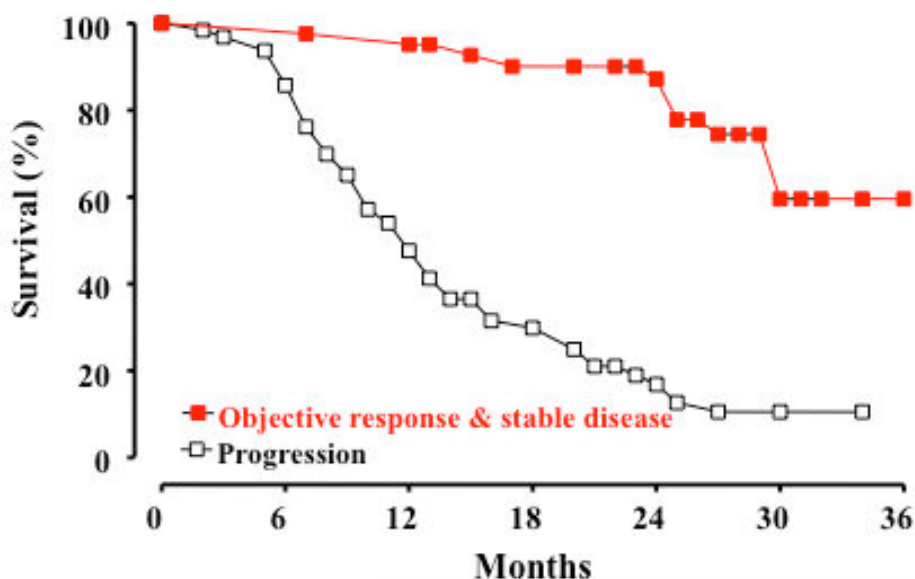 Survival (%)
100
80
60
40
20
0
Objective response & stable disease
Progression
0 6 12 18 24 30 36
Months